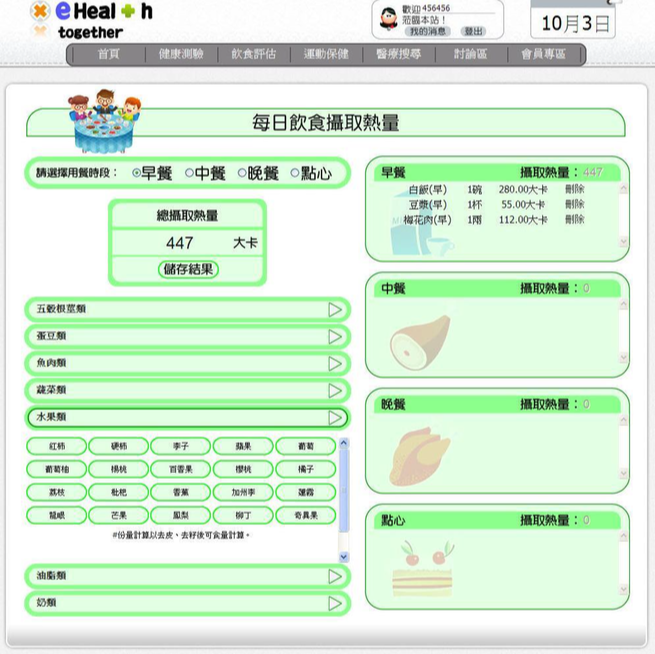 eHealth
together
歡迎 456456
蒞臨本站！
我的消息 登出
10月3日
首頁 健康測驗 飲食評估 運動保健 醫療搜尋 討論區 會員專區
每日飲食攝取熱量
請選擇用餐時段： 早餐 中餐 晚餐 點心
總攝取熱量
447 大卡
儲存結果
五穀根莖類
蛋豆類
魚肉類
蔬菜類
水果類
紅柿 硬柿 李子 蘋果 葡萄
葡萄柚 楊桃 百香果 櫻桃 橘子
荔枝 枇杷 香蕉 加州李 蓮霧
龍眼 芒果 鳳梨 柳丁 奇異果
#份量計算以去皮、去籽後可食量計算。
油脂類
奶類
早餐 攝取熱量：447
白飯(早) 1碗 280.00大卡 刪除
豆漿(早) 1杯 55.00大卡 刪除
梅花肉(早) 1兩 112.00大卡 刪除
中餐 攝取熱量：0
晚餐 攝取熱量：0
點心 攝取熱量：0